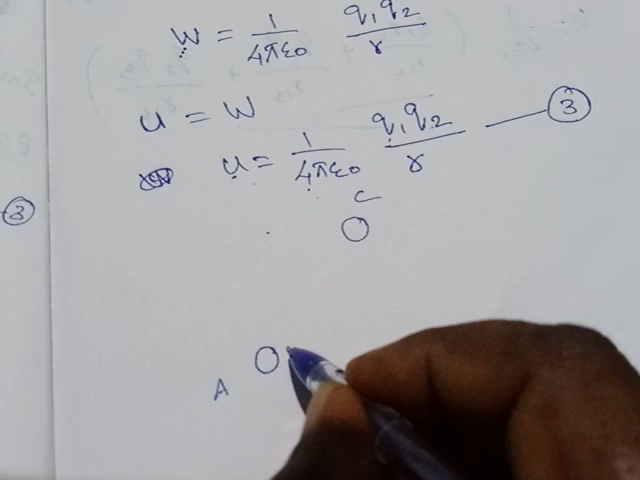 W = 1/4πε0 q1q2/r
u = W
u = 1/4πε0 q1q2/r — 3
3
C
A